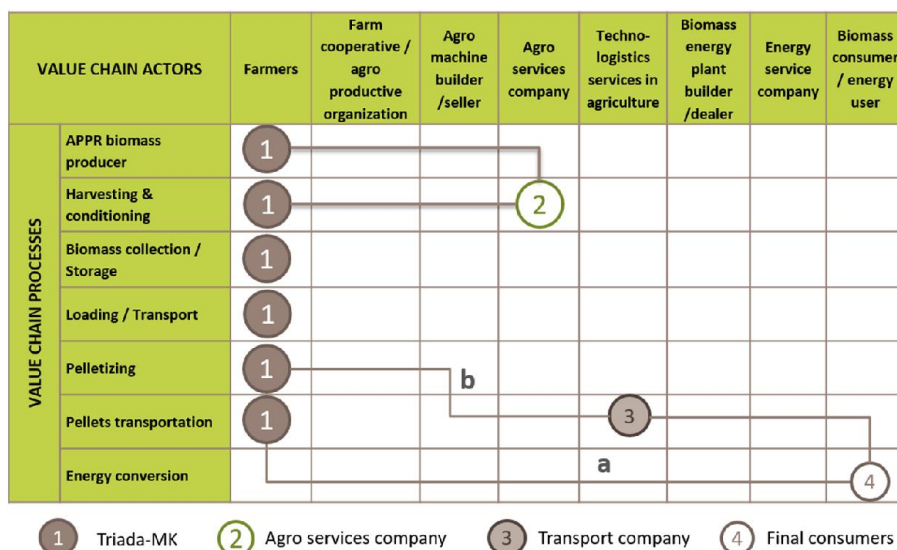 VALUE CHAIN ACTORS
Farmers
Farm
cooperative /
agro
productive
organization
Agro
machine
builder
/seller
Agro
services
company
Techno-
logistics
services in
agriculture
Biomass
energy
plant
builder
/dealer
Energy
service
company
Biomass
consumer
/ energy
user
VALUE CHAIN PROCESSES
APPR biomass
producer
1
Harvesting &
conditioning
1
2
Biomass collection /
Storage
1
Loading / Transport
1
Pelletizing
1
b
Pellets transportation
1
3
Energy conversion
a
4
1 Triada-MK
2 Agro services company
3 Transport company
4 Final consumers